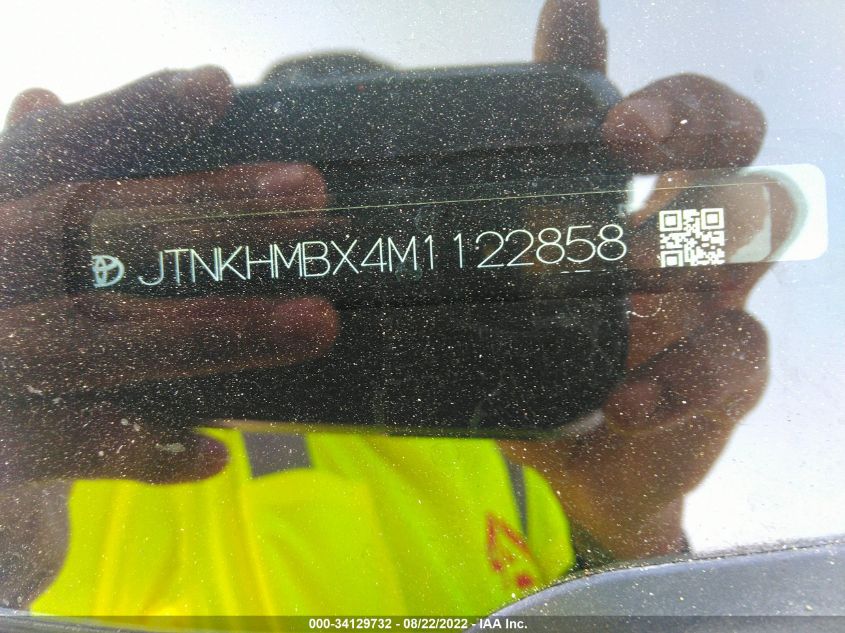 JTNKHMBX4M1122858
000-34129732 - 08/22/2022 - IAA Inc.